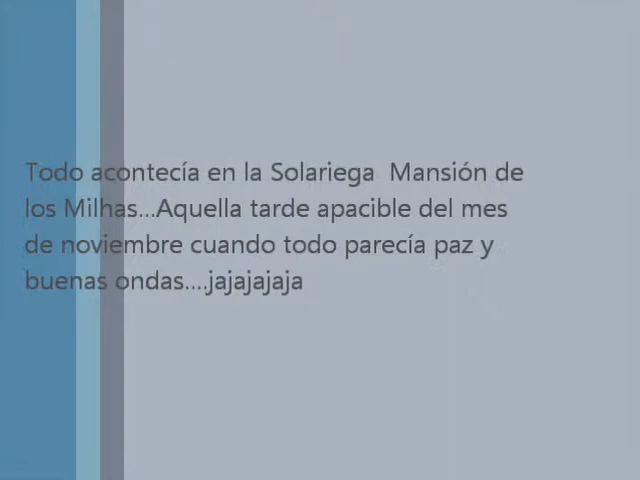 Todo acontecía en la Solariega  Mansión de
los Milhas...Aquella tarde apacible del mes
de noviembre cuando todo parecía paz y
buenas ondas....jajajajaja